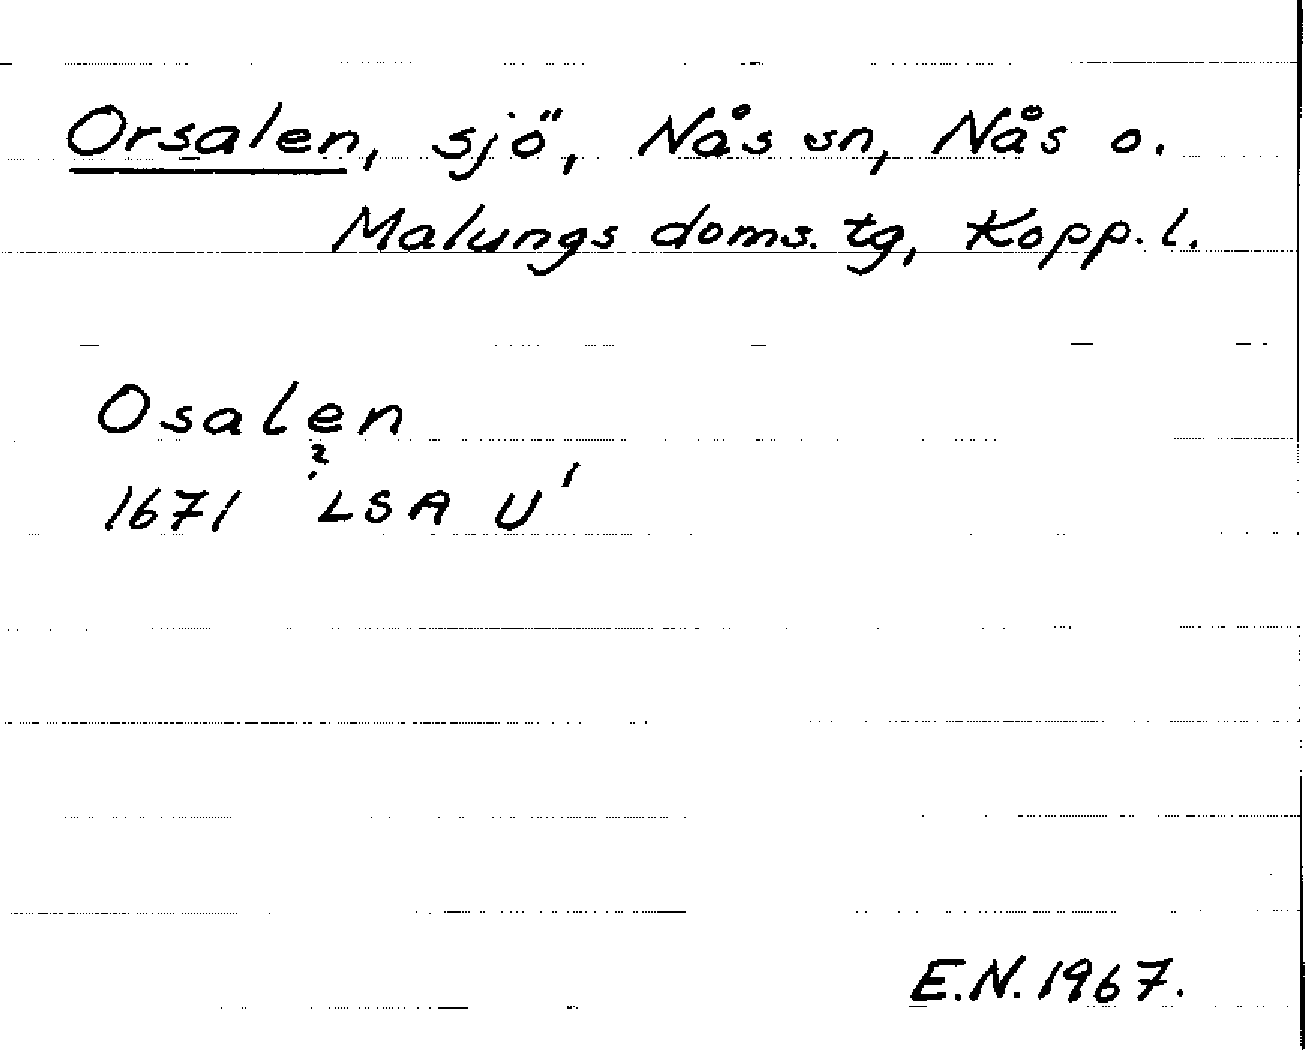 Orsalen, sjö, Nås sn, Nås o.
Malungs doms. tg, Kopp. l.
Osalen
?
1671 LSA U'
E.N. 1967.